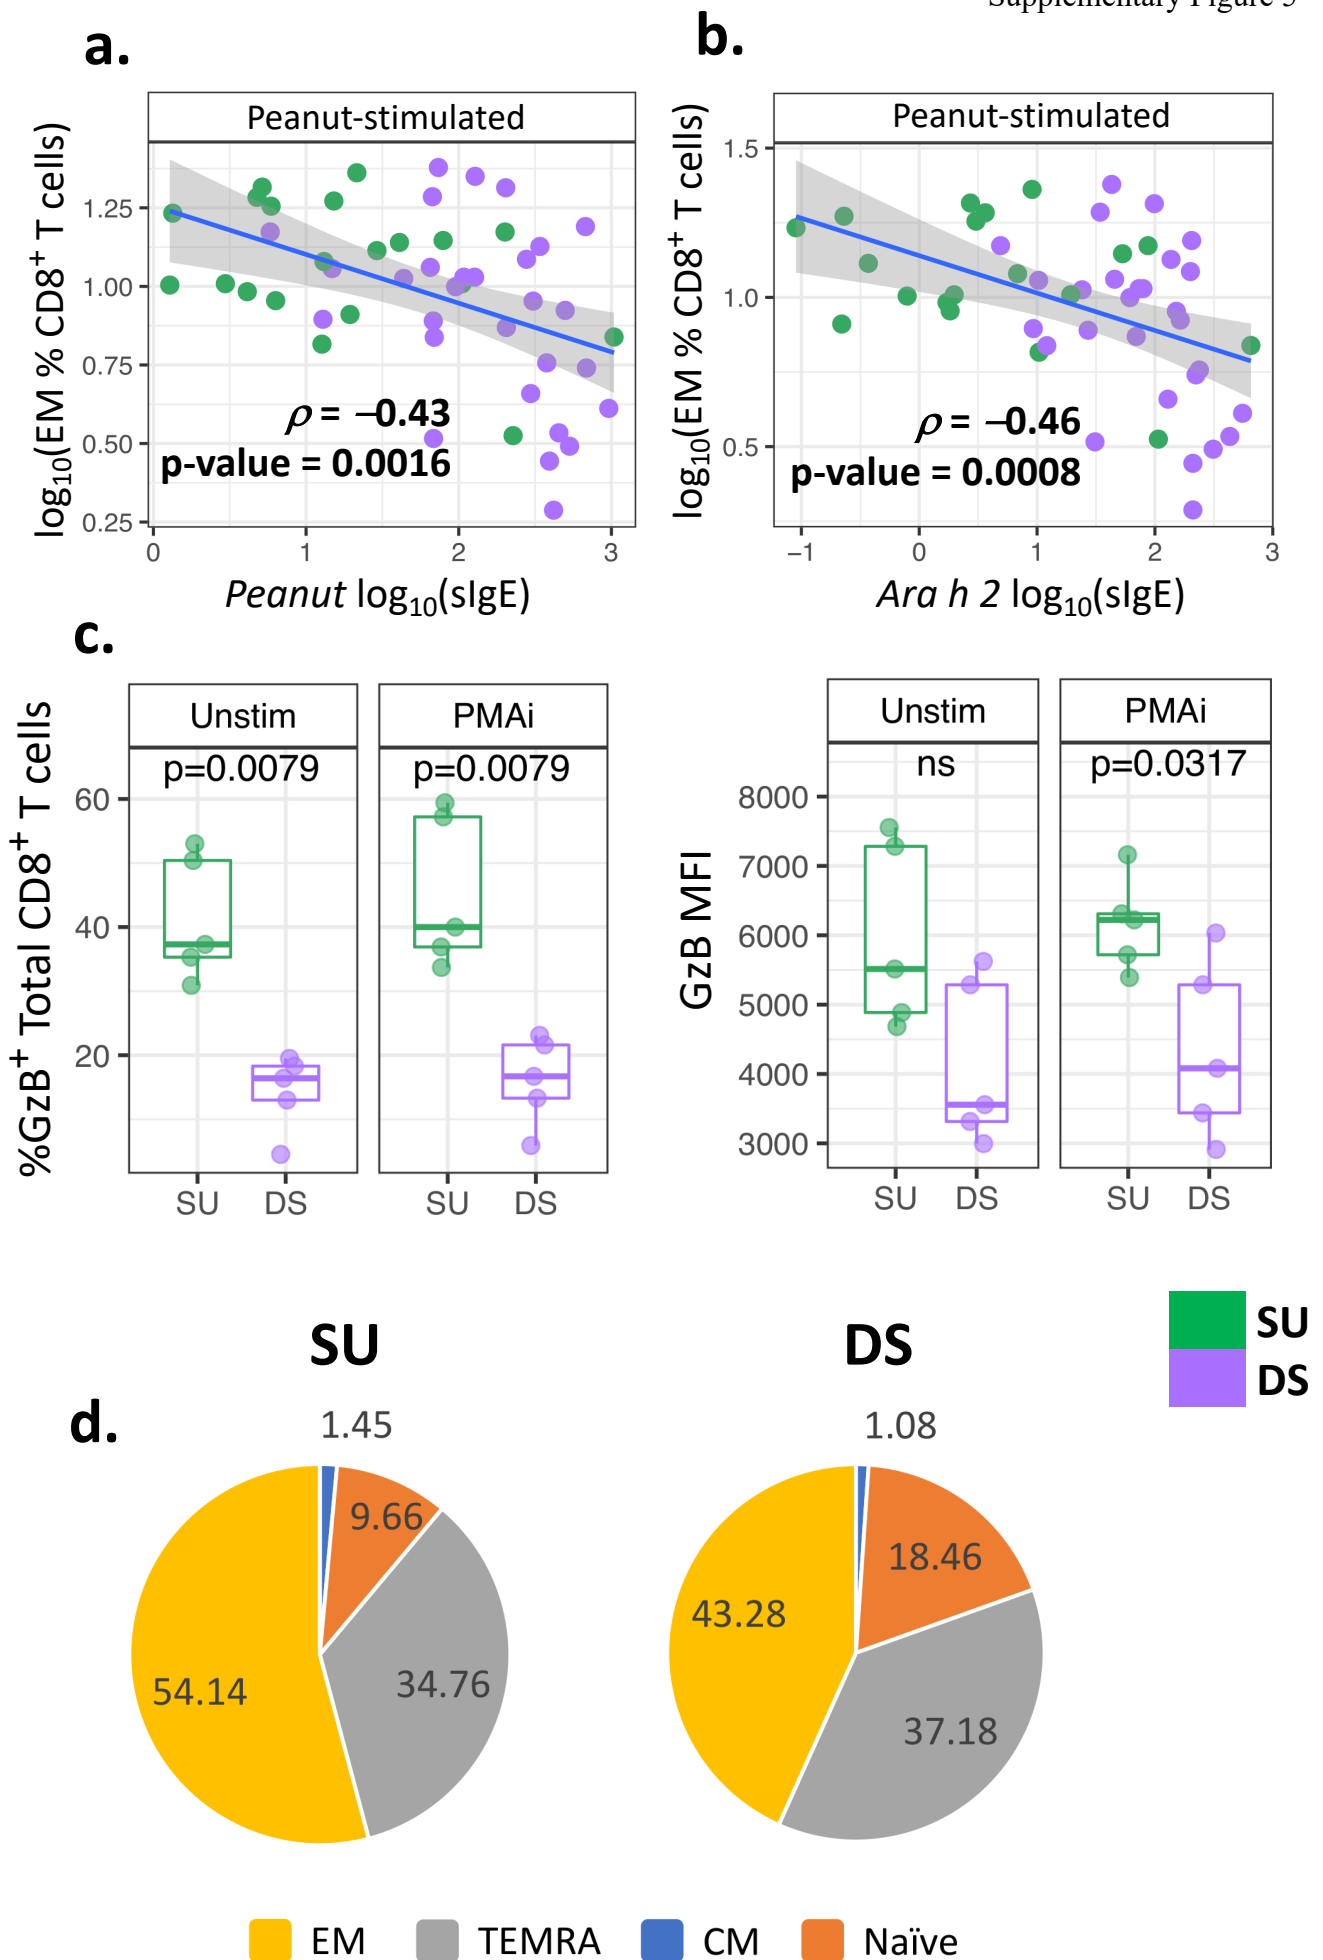 Supplementary Figure 5
a.
b.
Peanut-stimulated
Peanut-stimulated
log10(EM % CD8+ T cells)
1.25
1.00
0.75
0.50
0.25
ρ = −0.43
p-value = 0.0016
0 1 2 3
Peanut log10(sIgE)
log10(EM % CD8+ T cells)
1.5
1.0
0.5
ρ = −0.46
p-value = 0.0008
−1 0 1 2 3
Ara h 2 log10(sIgE)
c.
%GzB+ Total CD8+ T cells
Unstim
PMAi
p=0.0079
p=0.0079
60
40
20
SU DS
SU DS
GzB MFI
Unstim
PMAi
ns
p=0.0317
8000
7000
6000
5000
4000
3000
SU DS
SU DS
SU
DS
SU
DS
d.
1.45
9.66
34.76
54.14
1.08
18.46
43.28
37.18
EM TEMRA CM Naïve